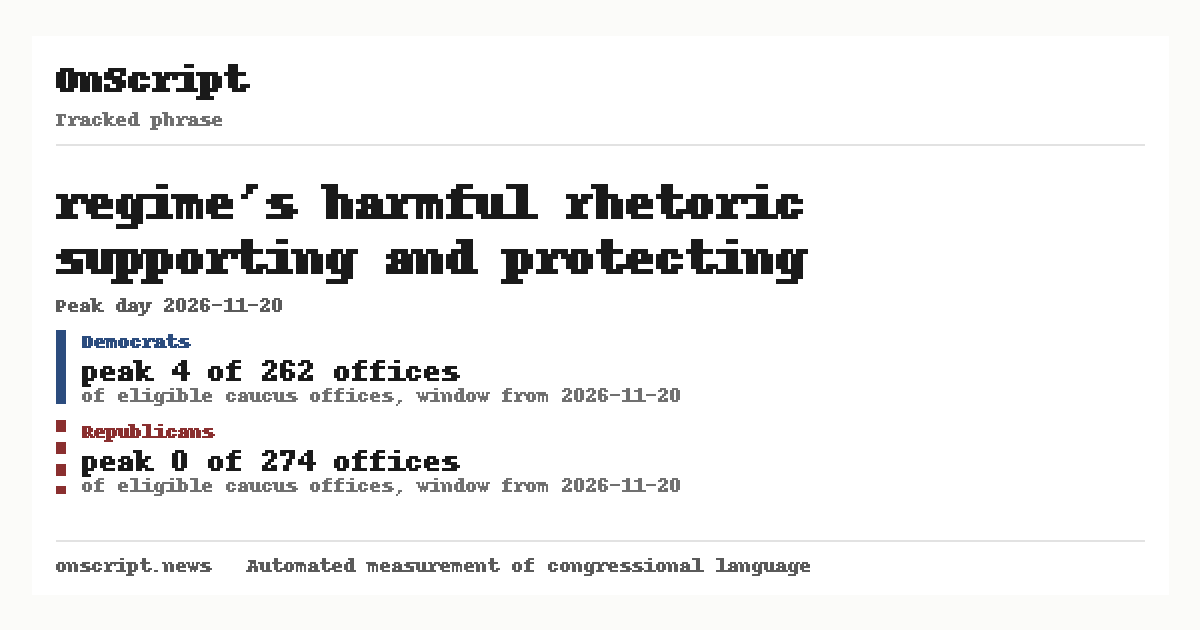 OnScript
Tracked phrase
regime's harmful rhetoric
supporting and protecting
Peak day 2026-11-20
Democrats
peak 4 of 262 offices
of eligible caucus offices, window from 2026-11-20
Republicans
peak 0 of 274 offices
of eligible caucus offices, window from 2026-11-20
onscript.news Automated measurement of congressional language